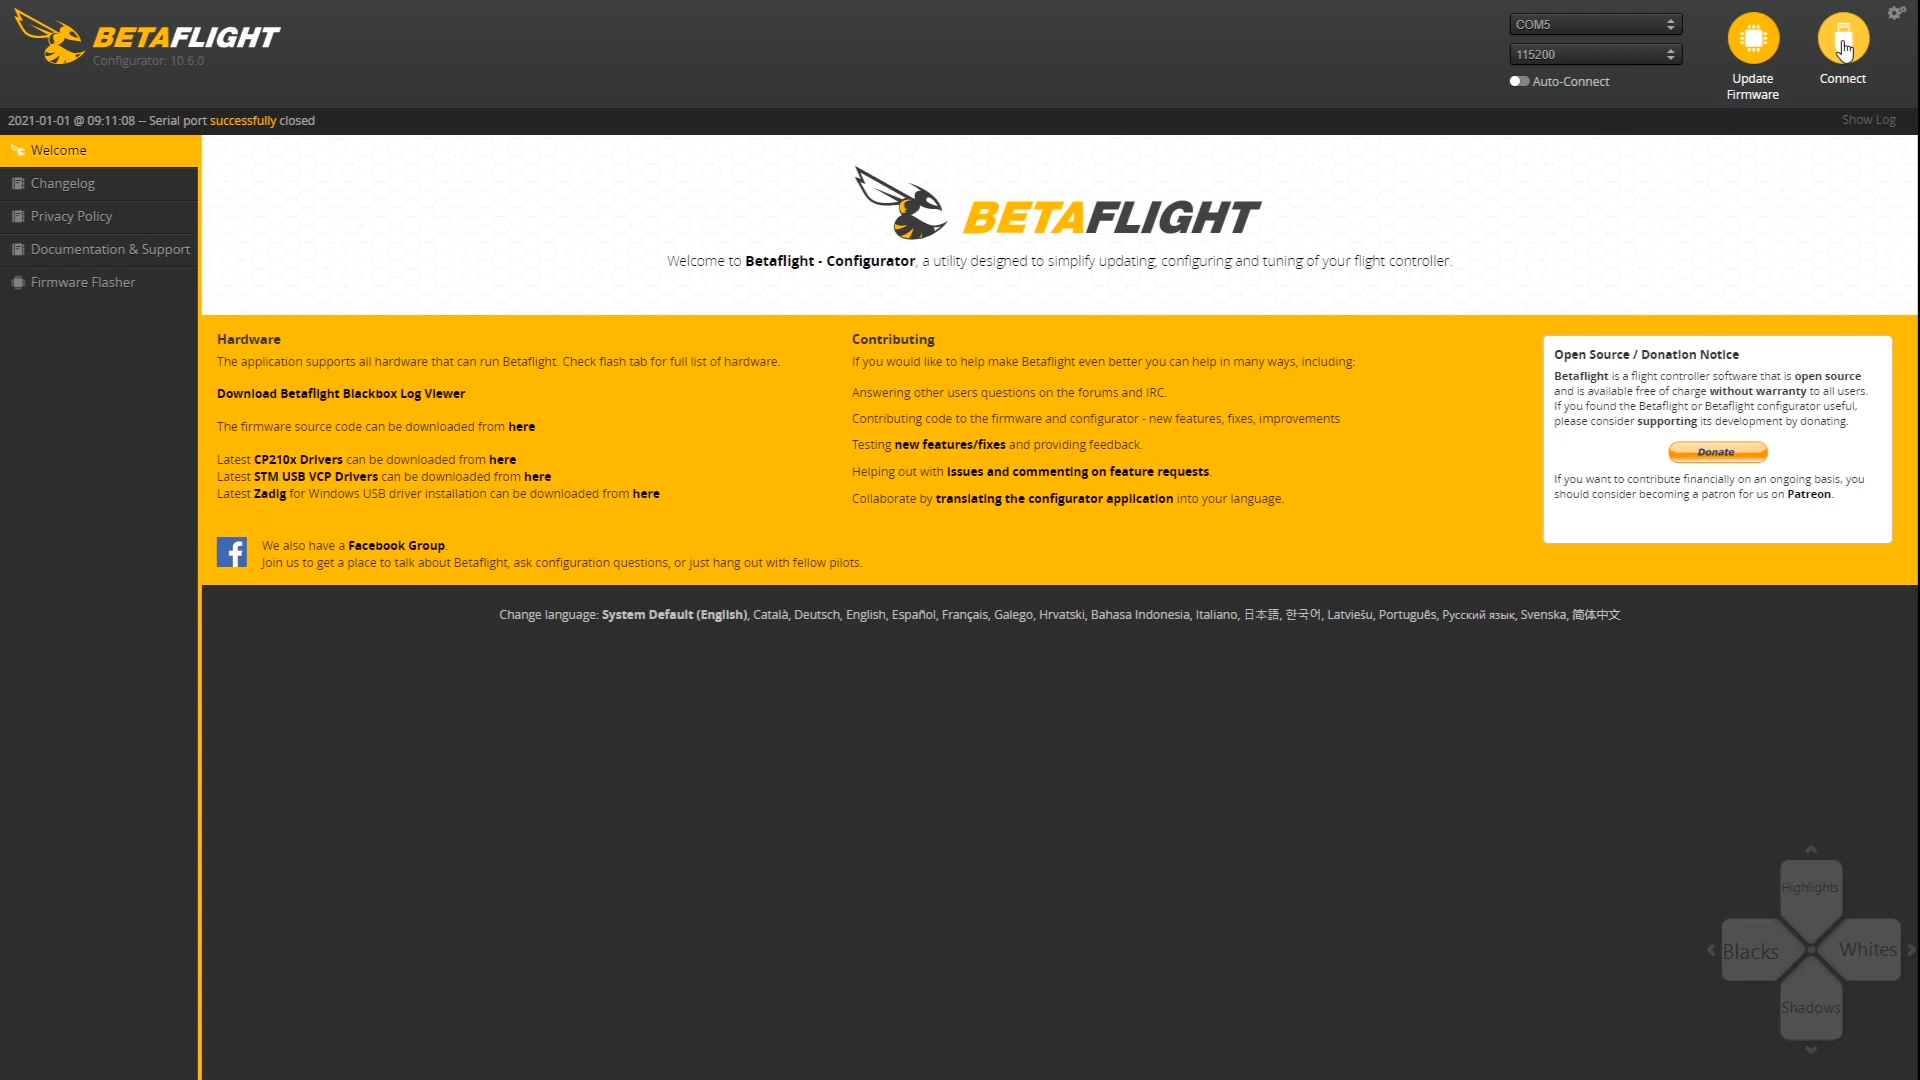 BETAFLIGHT
Configurator: 10.6.0
COM5
115200
Auto-Connect
Update
Firmware
Connect
2021-01-01 @ 09:11:08 -- Serial port successfully closed
Show Log
Welcome
Changelog
Privacy Policy
Documentation & Support
Firmware Flasher
BETAFLIGHT
Welcome to Betaflight - Configurator, a utility designed to simplify updating, configuring and tuning of your flight controller.
Hardware
The application supports all hardware that can run Betaflight. Check flash tab for full list of hardware.
Download Betaflight Blackbox Log Viewer
The firmware source code can be downloaded from here
Latest CP210x Drivers can be downloaded from here
Latest STM USB VCP Drivers can be downloaded from here
Latest Zadig for Windows USB driver installation can be downloaded from here
We also have a Facebook Group.
Join us to get a place to talk about Betaflight, ask configuration questions, or just hang out with fellow pilots.
Contributing
If you would like to help make Betaflight even better you can help in many ways, including:
Answering other users questions on the forums and IRC.
Contributing code to the firmware and configurator - new features, fixes, improvements
Testing new features/fixes and providing feedback.
Helping out with issues and commenting on feature requests.
Collaborate by translating the configurator application into your language.
Open Source / Donation Notice
Betaflight is a flight controller software that is open source
and is available free of charge without warranty to all users.
If you found the Betaflight or Betaflight configurator useful,
please consider supporting its development by donating.
Donate
If you want to contribute financially on an ongoing basis, you
should consider becoming a patron for us on Patreon.
Change language: System Default (English), Català, Deutsch, English, Español, Français, Galego, Hrvatski, Bahasa Indonesia, Italiano, 日本語, 한국어, Latviešu, Português, Русский язык, Svenska, 简体中文
Highlights
Blacks
Whites
Shadows